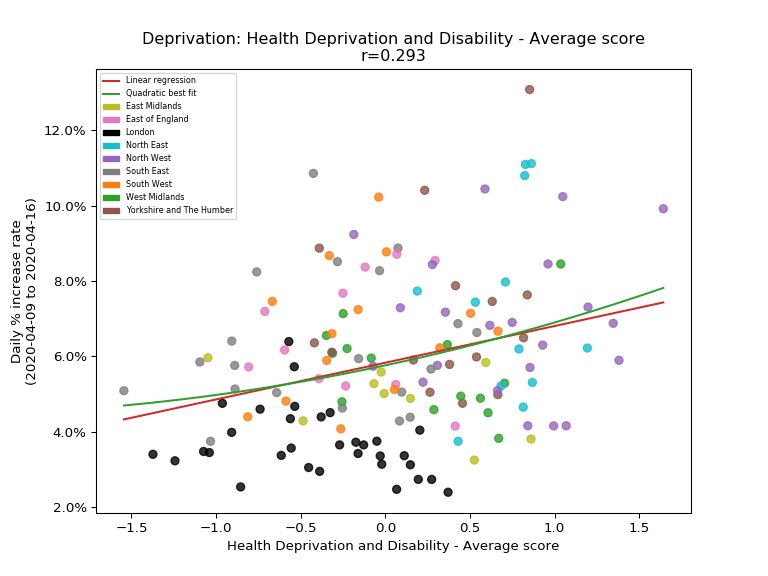 Deprivation: Health Deprivation and Disability - Average score
r=0.293
Linear regression
Quadratic best fit
East Midlands
East of England
London
North East
North West
South East
South West
West Midlands
Yorkshire and The Humber
12.0%
10.0%
8.0%
6.0%
4.0%
2.0%
Daily % increase rate
(2020-04-09 to 2020-04-16)
−1.5
−1.0
−0.5
0.0
0.5
1.0
1.5
Health Deprivation and Disability - Average score